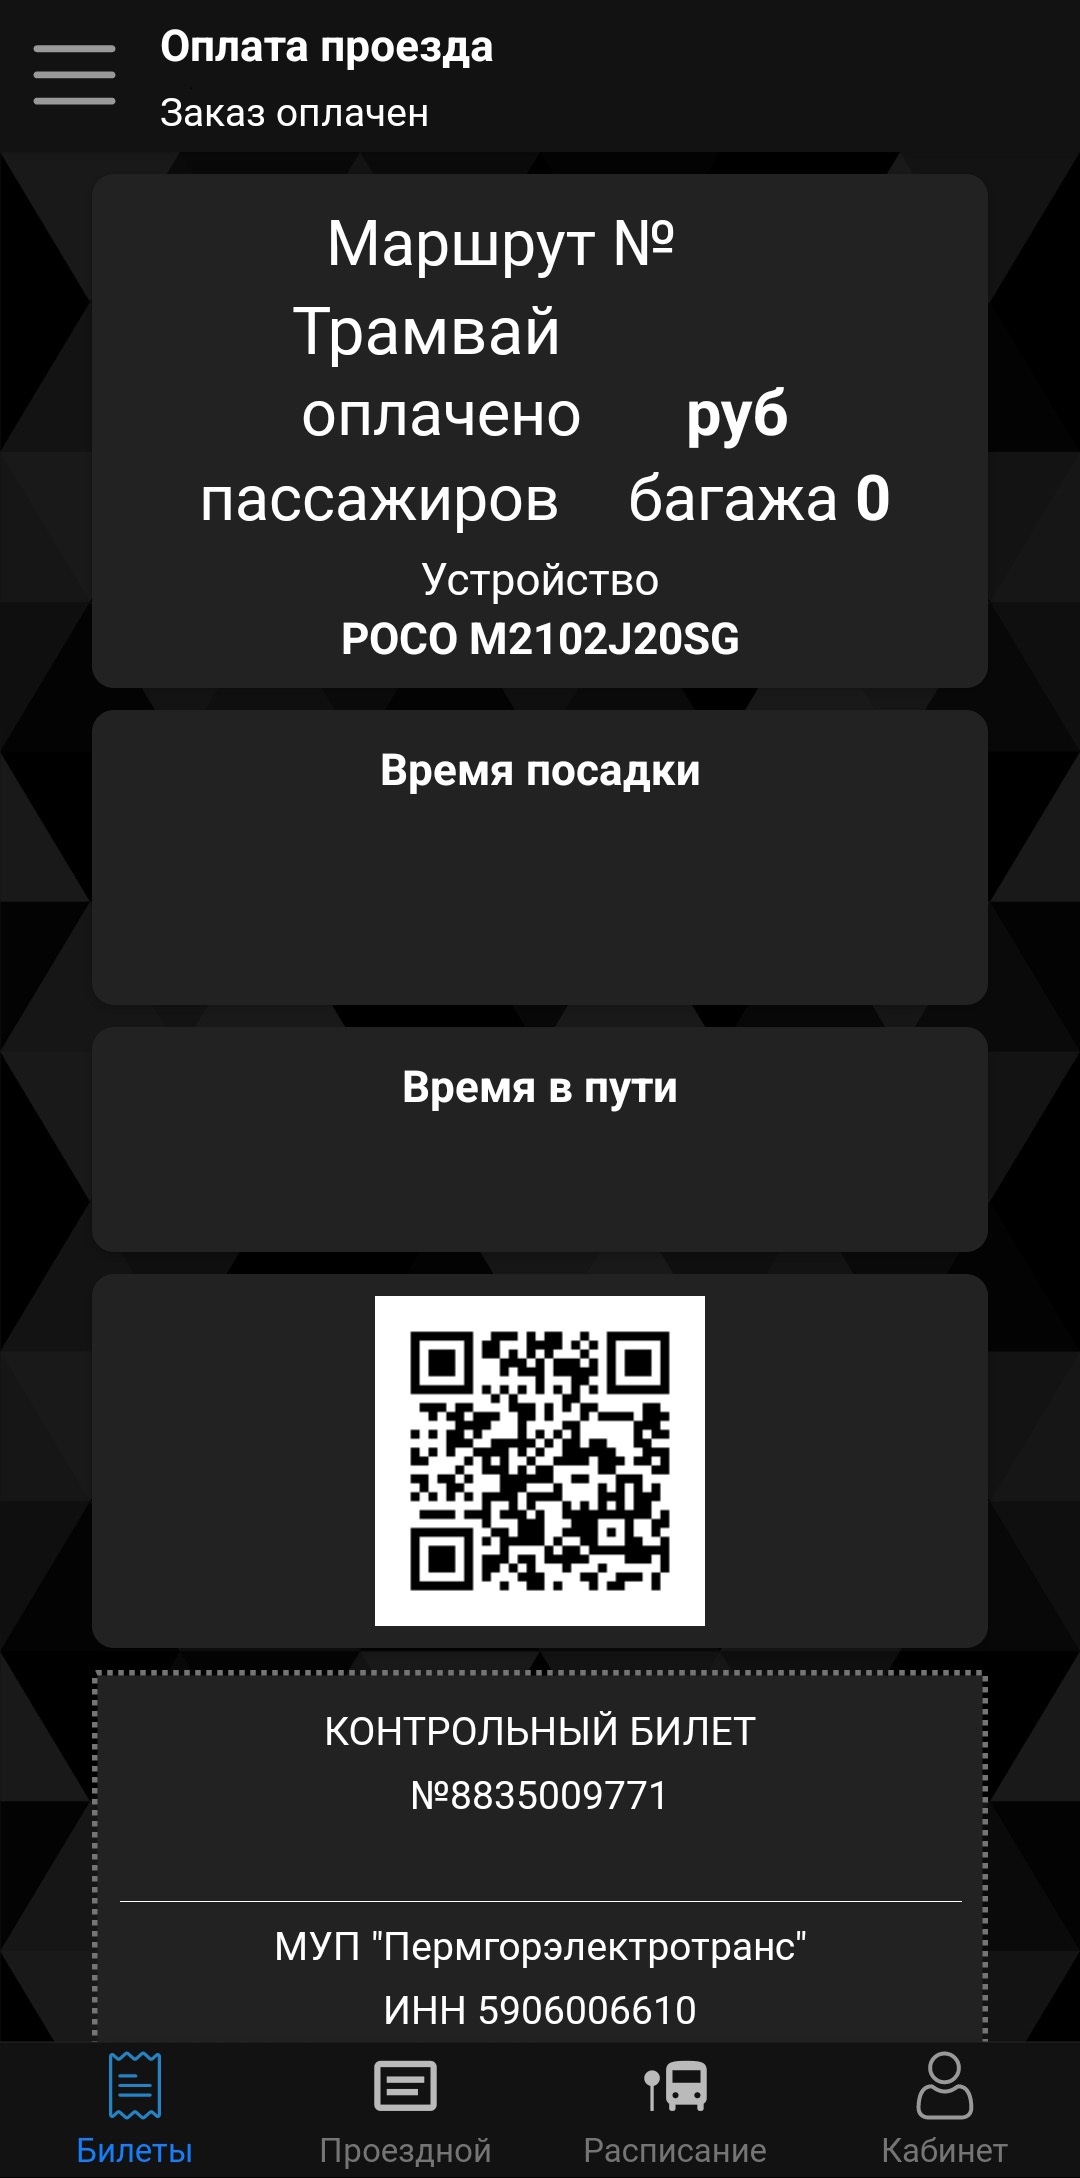 Оплата проезда
Заказ оплачен
Маршрут №
Трамвай
оплачено руб
пассажиров багажа 0
Устройство
POCO M2102J20SG
Время посадки
Время в пути
КОНТРОЛЬНЫЙ БИЛЕТ
№8835009771
МУП "Пермгорэлектротранс"
ИНН 5906006610
Билеты Проездной Расписание Кабинет